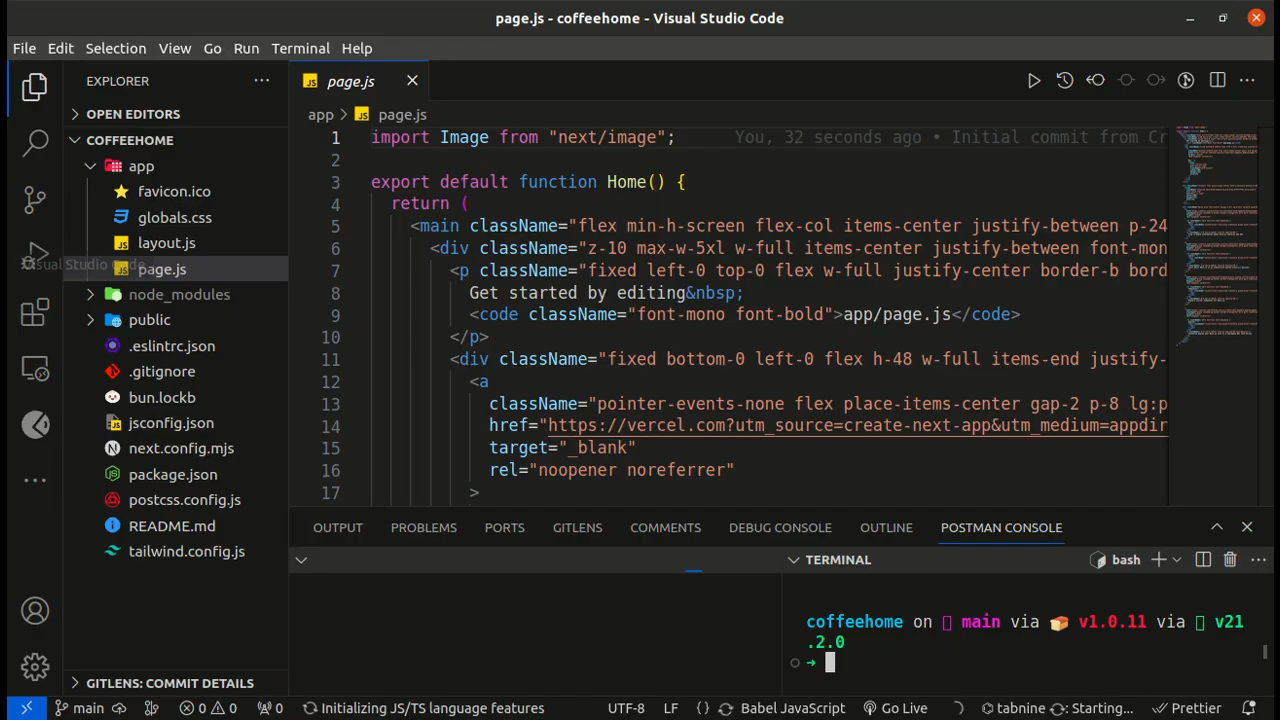 page.js - coffeehome - Visual Studio Code
File Edit Selection View Go Run Terminal Help
EXPLORER
page.js
OPEN EDITORS
COFFEEHOME
app
favicon.ico
globals.css
layout.js
page.js
Visual Studio Code
node_modules
public
.eslintrc.json
.gitignore
bun.lockb
jsconfig.json
next.config.mjs
package.json
postcss.config.js
README.md
tailwind.config.js
GITLENS: COMMIT DETAILS
app > page.js
1 import Image from "next/image"; You, 32 seconds ago • Initial commit from Cr
2
3 export default function Home() {
4 return (
5 <main className="flex min-h-screen flex-col items-center justify-between p-24
6 <div className="z-10 max-w-5xl w-full items-center justify-between font-mon
7 <p className="fixed left-0 top-0 flex w-full justify-center border-b bord
8 Get started by editing&nbsp;
9 <code className="font-mono font-bold">app/page.js</code>
10 </p>
11 <div className="fixed bottom-0 left-0 flex h-48 w-full items-end justify-
12 <a
13 className="pointer-events-none flex place-items-center gap-2 p-8 lg:p
14 href="https://vercel.com?utm_source=create-next-app&utm_medium=appdir
15 target="_blank"
16 rel="noopener noreferrer"
17 >
OUTPUT PROBLEMS PORTS GITLENS COMMENTS DEBUG CONSOLE OUTLINE POSTMAN CONSOLE
TERMINAL bash
coffeehome on main via v1.0.11 via v21
.2.0
main 0 0 0 Initializing JS/TS language features UTF-8 LF {} Babel JavaScript Go Live tabnine : Starting... Prettier